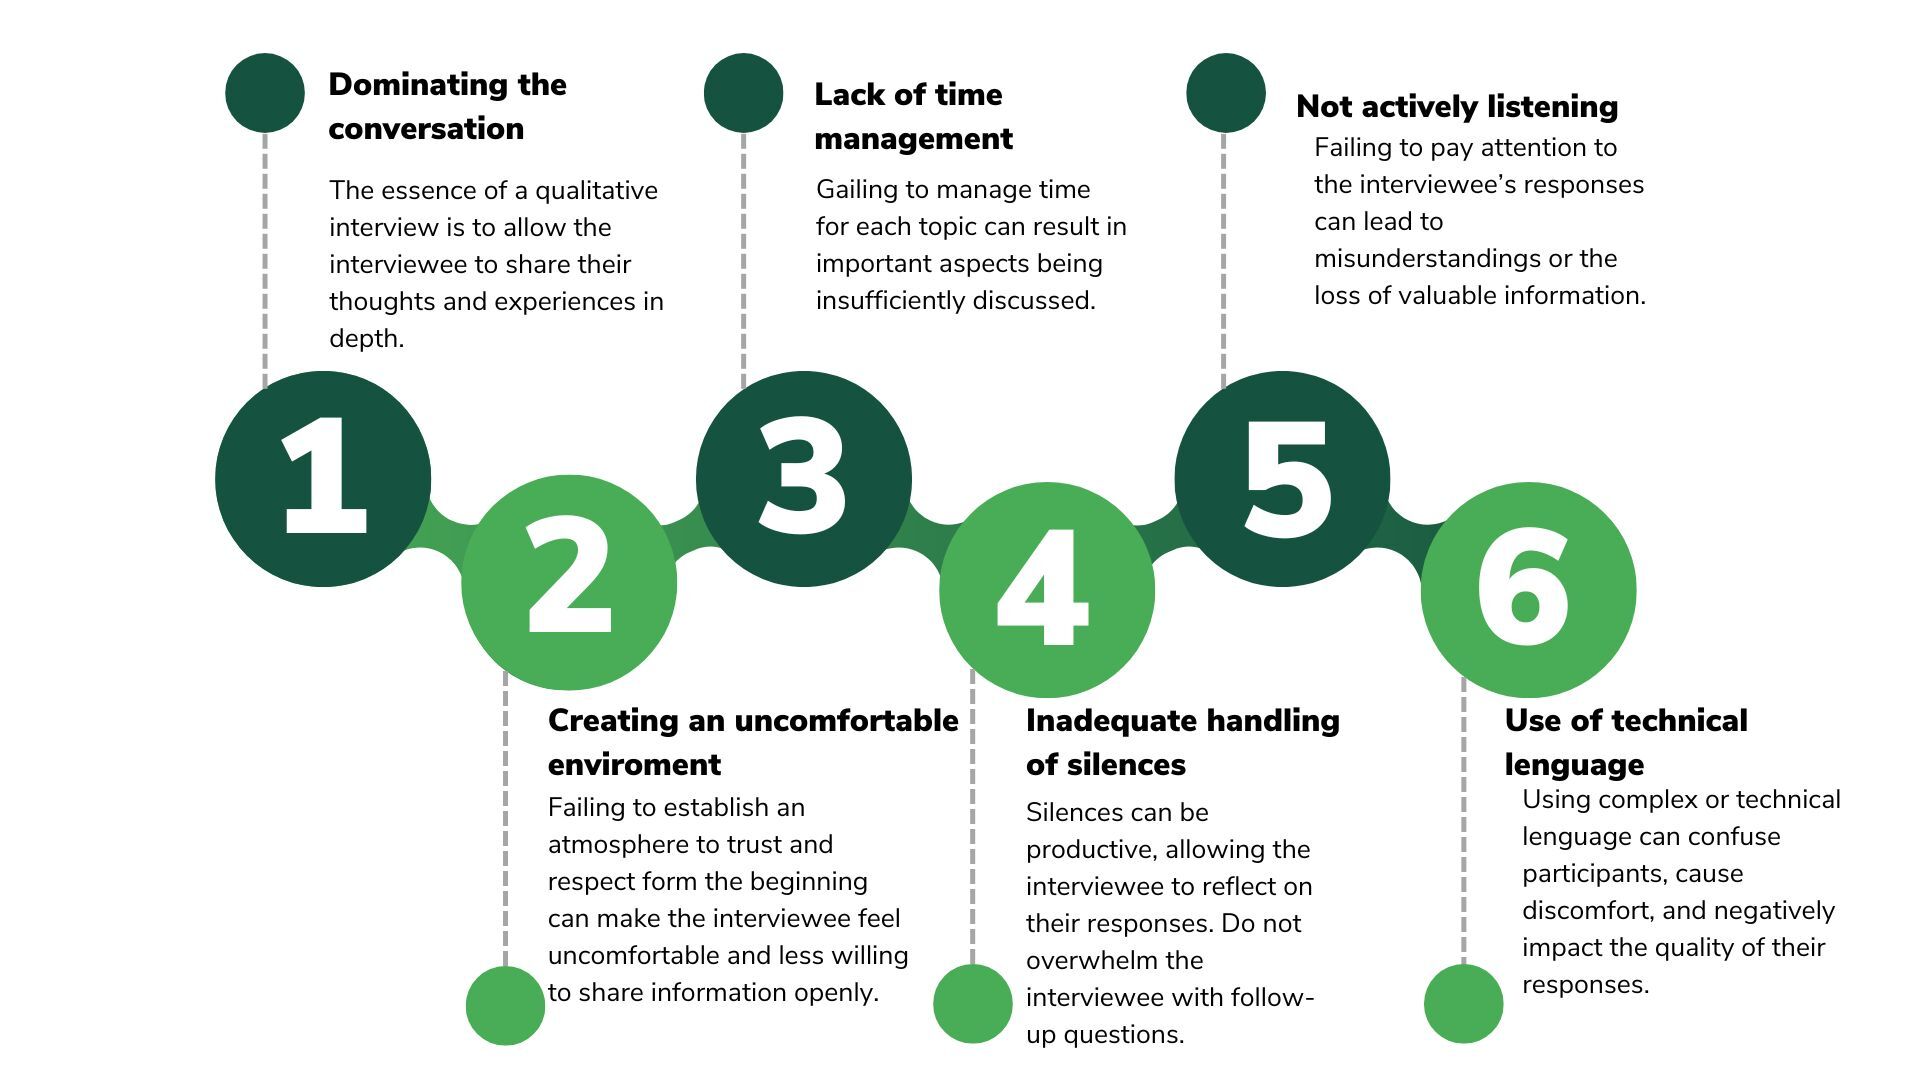 Dominating the
conversation
The essence of a qualitative
interview is to allow the
interviewee to share their
thoughts and experiences in
depth.
Lack of time
management
Gailing to manage time
for each topic can result in
important aspects being
insufficiently discussed.
Not actively listening
Failing to pay attention to
the interviewee’s responses
can lead to
misunderstandings or the
loss of valuable information.
1
2
3
4
5
6
Creating an uncomfortable
enviroment
Failing to establish an
atmosphere to trust and
respect form the beginning
can make the interviewee feel
uncomfortable and less willing
to share information openly.
Inadequate handling
of silences
Silences can be
productive, allowing the
interviewee to reflect on
their responses. Do not
overwhelm the
interviewee with follow-
up questions.
Use of technical
lenguage
Using complex or technical
lenguage can confuse
participants, cause
discomfort, and negatively
impact the quality of their
responses.